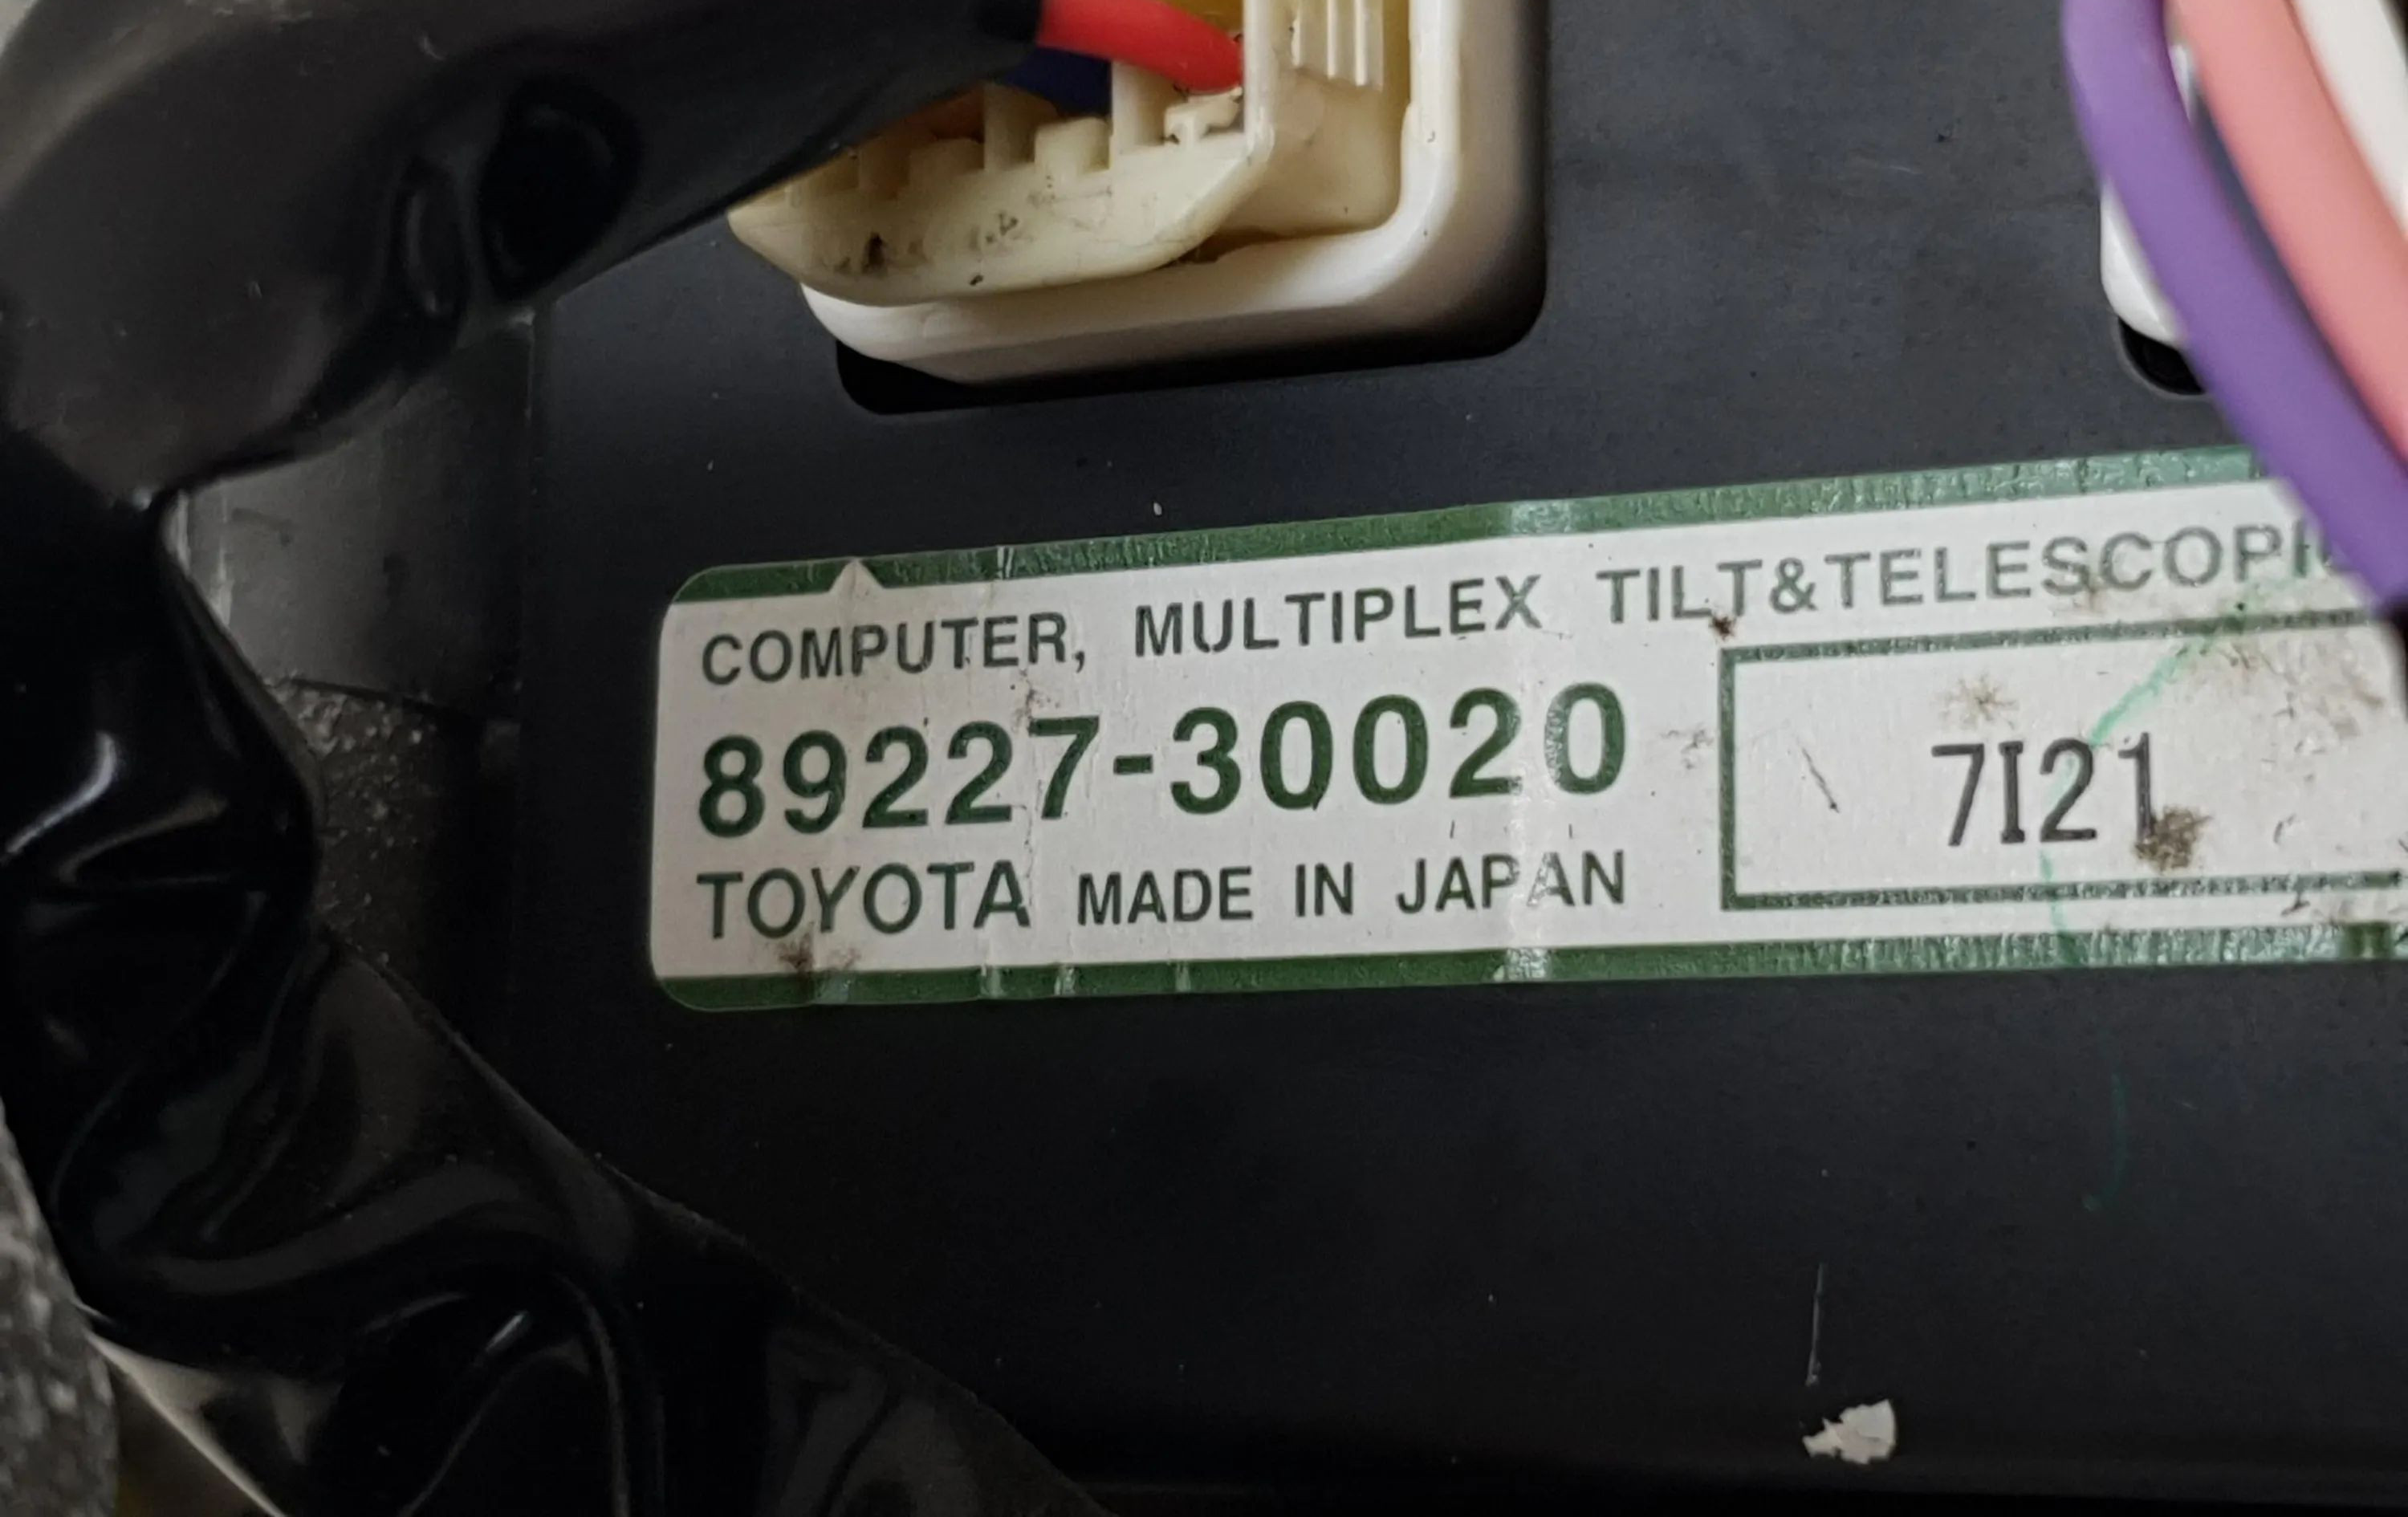 COMPUTER, MULTIPLEX TILT&TELESCOPI
89227-30020
7I21
TOYOTA MADE IN JAPAN